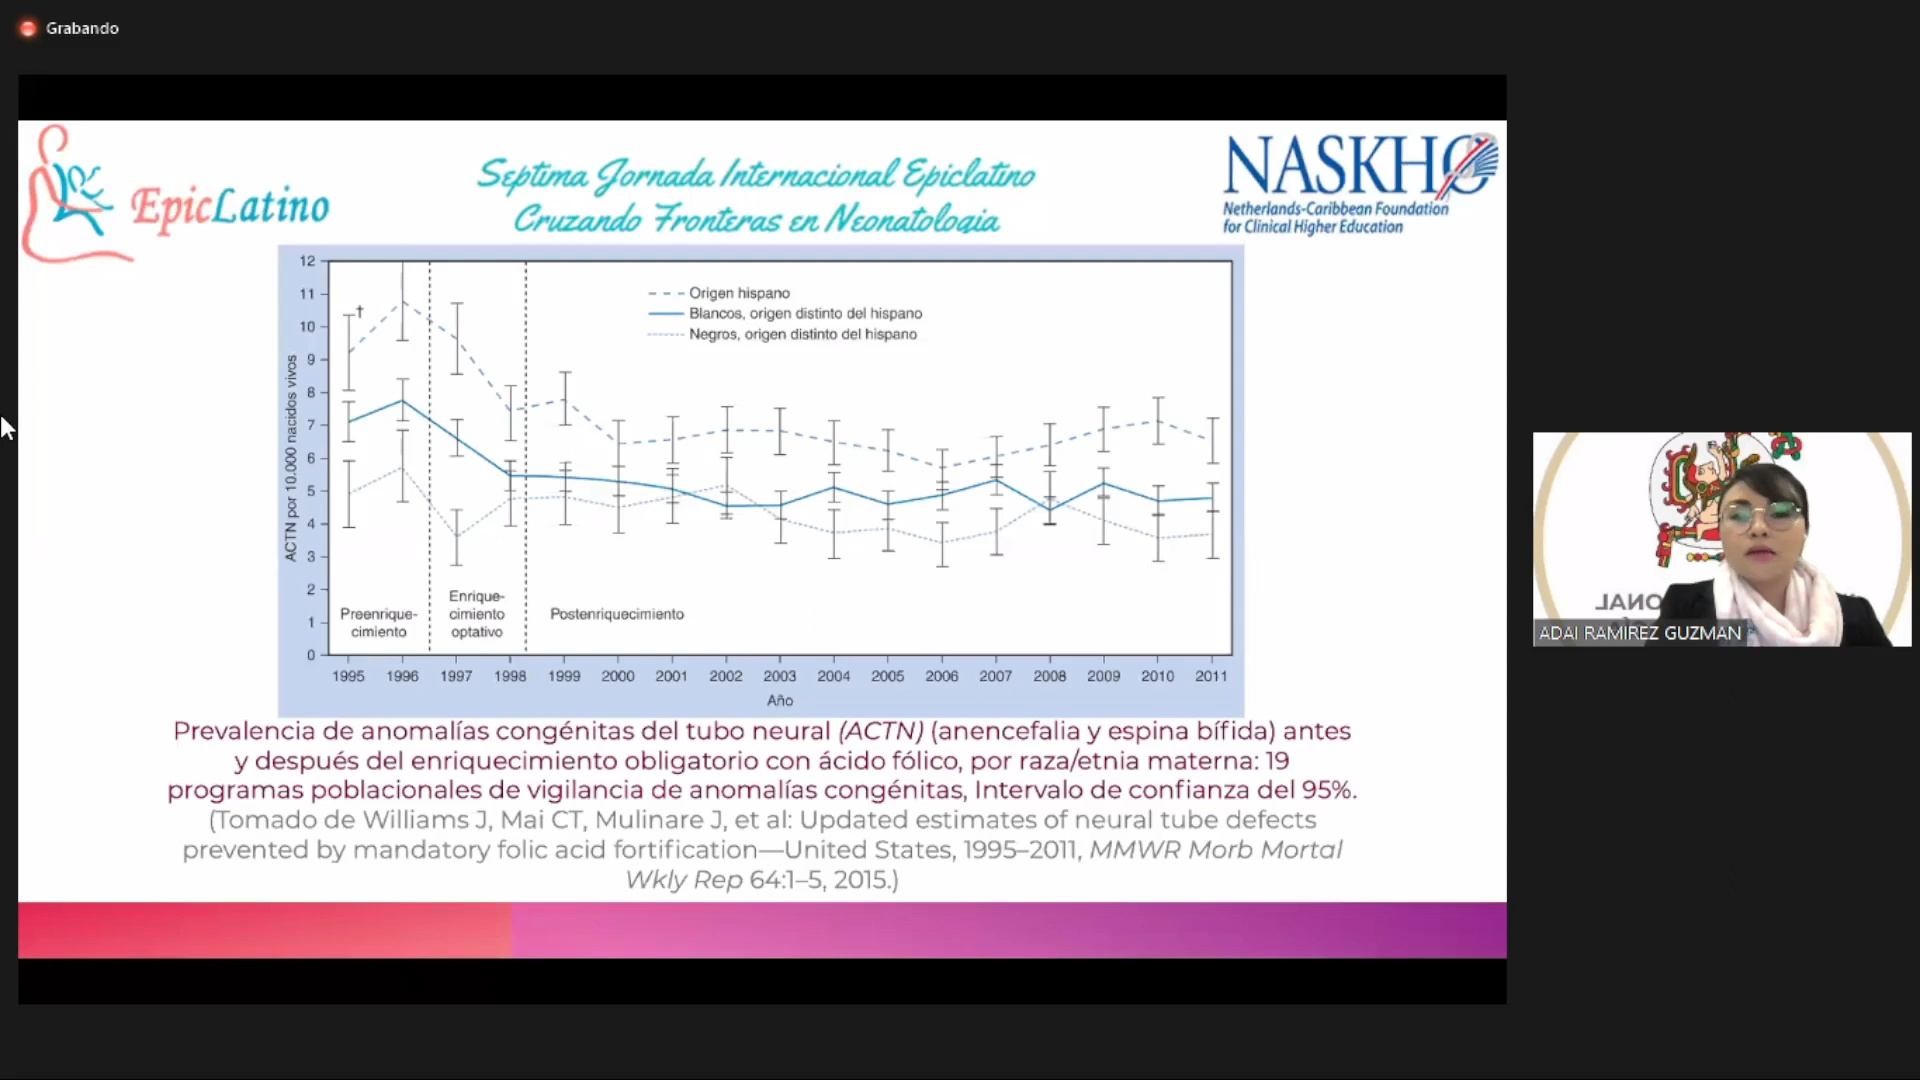 Grabando
EpicLatino
Septima Jornada Internacional Epiclatino
Cruzando Fronteras en Neonatología
NASKHO
Netherlands-Caribbean Foundation
for Clinical Higher Education
12
11
10
9
8
7
6
5
4
3
2
1
0
ACTN por 10.000 nacidos vivos
†
Origen hispano
Blancos, origen distinto del hispano
Negros, origen distinto del hispano
Preenrique-
cimiento
Enrique-
cimiento
optativo
Postenriquecimiento
1995 1996 1997 1998 1999 2000 2001 2002 2003 2004 2005 2006 2007 2008 2009 2010 2011
Año
Prevalencia de anomalías congénitas del tubo neural (ACTN) (anencefalia y espina bífida) antes
y después del enriquecimiento obligatorio con ácido fólico, por raza/etnia materna: 19
programas poblacionales de vigilancia de anomalías congénitas, Intervalo de confianza del 95%.
(Tomado de Williams J, Mai CT, Mulinare J, et al: Updated estimates of neural tube defects
prevented by mandatory folic acid fortification—United States, 1995–2011, MMWR Morb Mortal
Wkly Rep 64:1–5, 2015.)
ADAI RAMIREZ GUZMAN